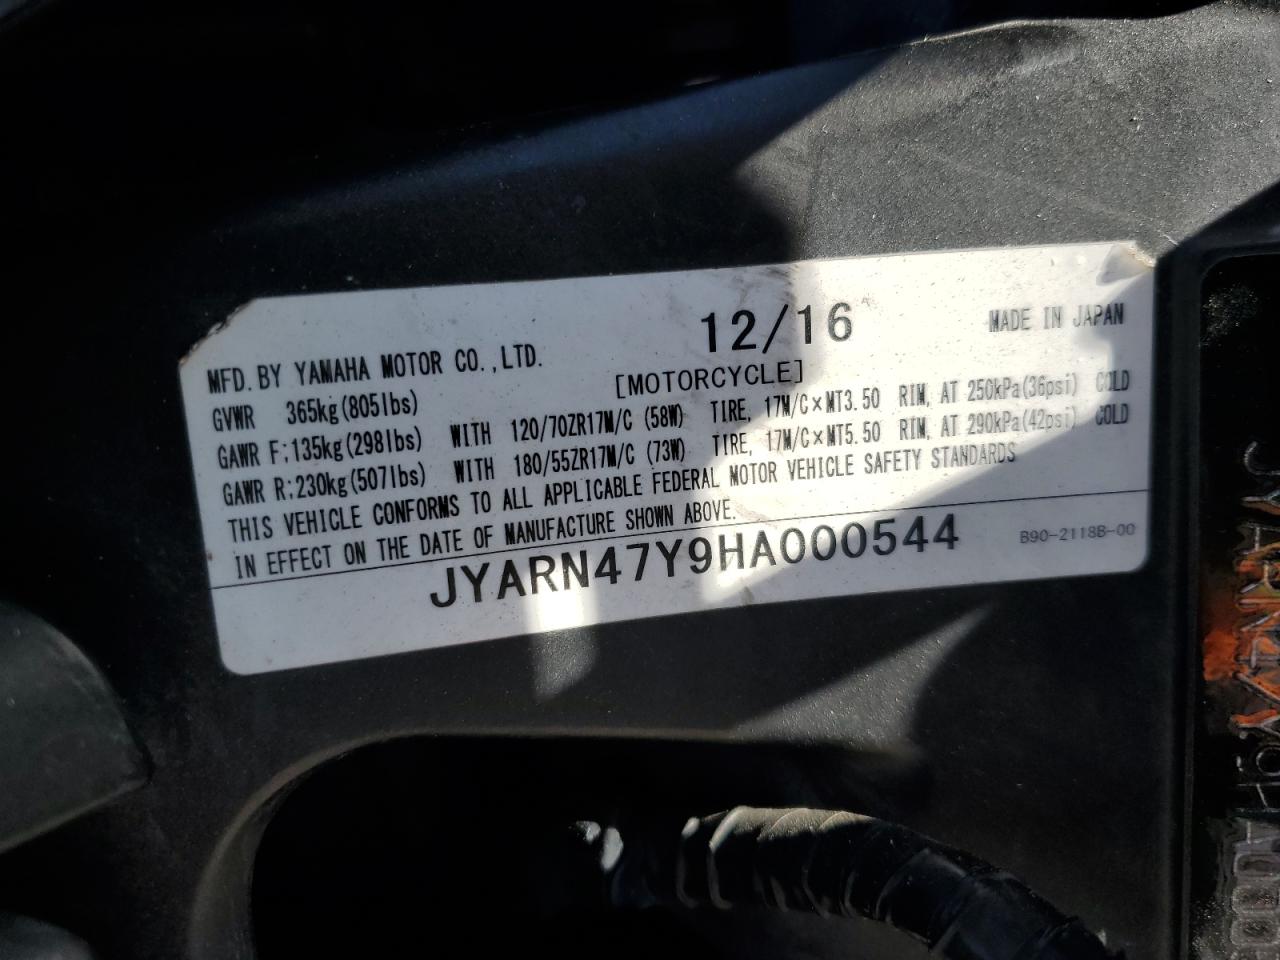 12/16
MADE IN JAPAN
MFD. BY YAMAHA MOTOR CO., LTD.
[MOTORCYCLE]
GVWR 365kg(805lbs)
GAWR F:135kg(298lbs) WITH 120/70ZR17M/C (58W) TIRE, 17M/C×MT3.50 RIM, AT 250kPa(36psi) COLD
GAWR R:230kg(507lbs) WITH 180/55ZR17M/C (73W) TIRE, 17M/C×MT5.50 RIM, AT 290kPa(42psi) COLD
THIS VEHICLE CONFORMS TO ALL APPLICABLE FEDERAL MOTOR VEHICLE SAFETY STANDARDS
IN EFFECT ON THE DATE OF MANUFACTURE SHOWN ABOVE.
JYARN47Y9HA000544
B90-2118B-00